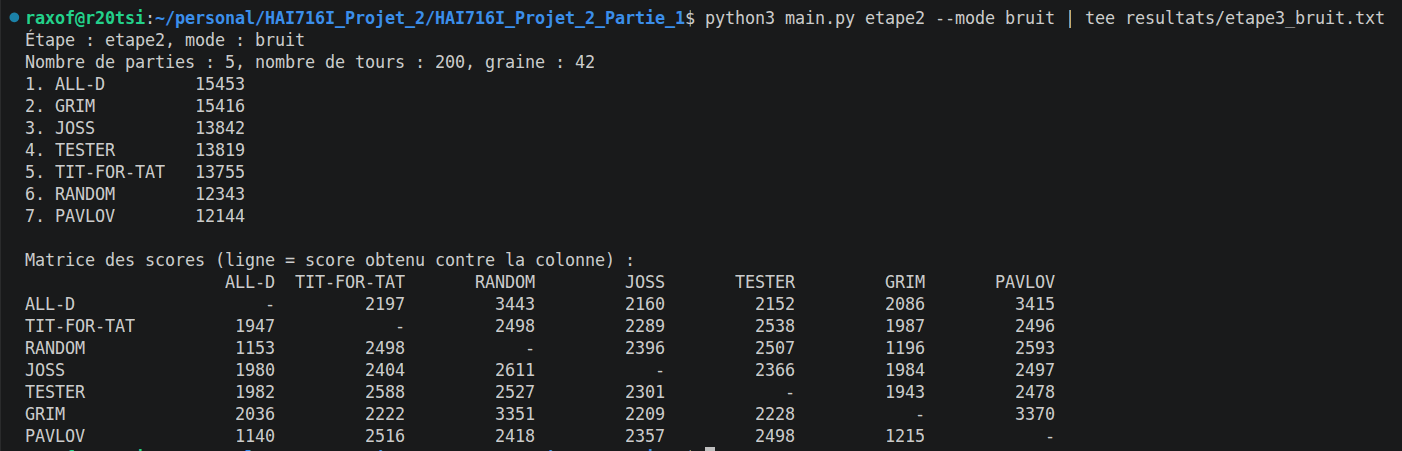 raxof@r20tsi:~/personal/HAI716I_Projet_2/HAI716I_Projet_2_Partie_1$ python3 main.py etape2 --mode bruit | tee resultats/etape3_bruit.txt
Étape : etape2, mode : bruit
Nombre de parties : 5, nombre de tours : 200, graine : 42
1. ALL-D 15453
2. GRIM 15416
3. JOSS 13842
4. TESTER 13819
5. TIT-FOR-TAT 13755
6. RANDOM 12343
7. PAVLOV 12144
Matrice des scores (ligne = score obtenu contre la colonne) :
ALL-D TIT-FOR-TAT RANDOM JOSS TESTER GRIM PAVLOV
ALL-D - 2197 3443 2160 2152 2086 3415
TIT-FOR-TAT 1947 - 2498 2289 2538 1987 2496
RANDOM 1153 2498 - 2396 2507 1196 2593
JOSS 1980 2404 2611 - 2366 1984 2497
TESTER 1982 2588 2527 2301 - 1943 2478
GRIM 2036 2222 3351 2209 2228 - 3370
PAVLOV 1140 2516 2418 2357 2498 1215 -